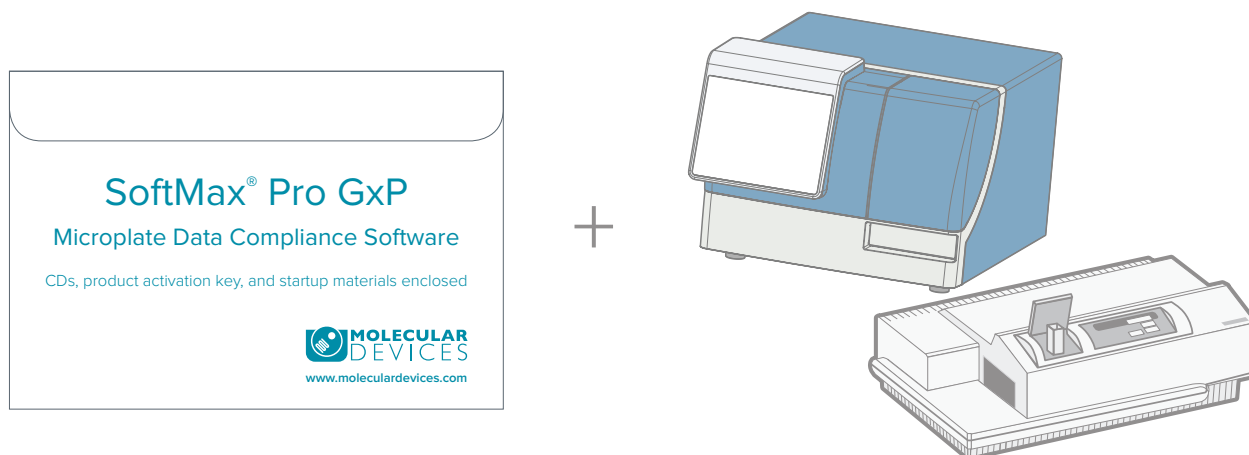 SoftMax® Pro GxP
Microplate Data Compliance Software
CDs, product activation key, and startup materials enclosed
MOLECULAR
DEVICES
www.moleculardevices.com